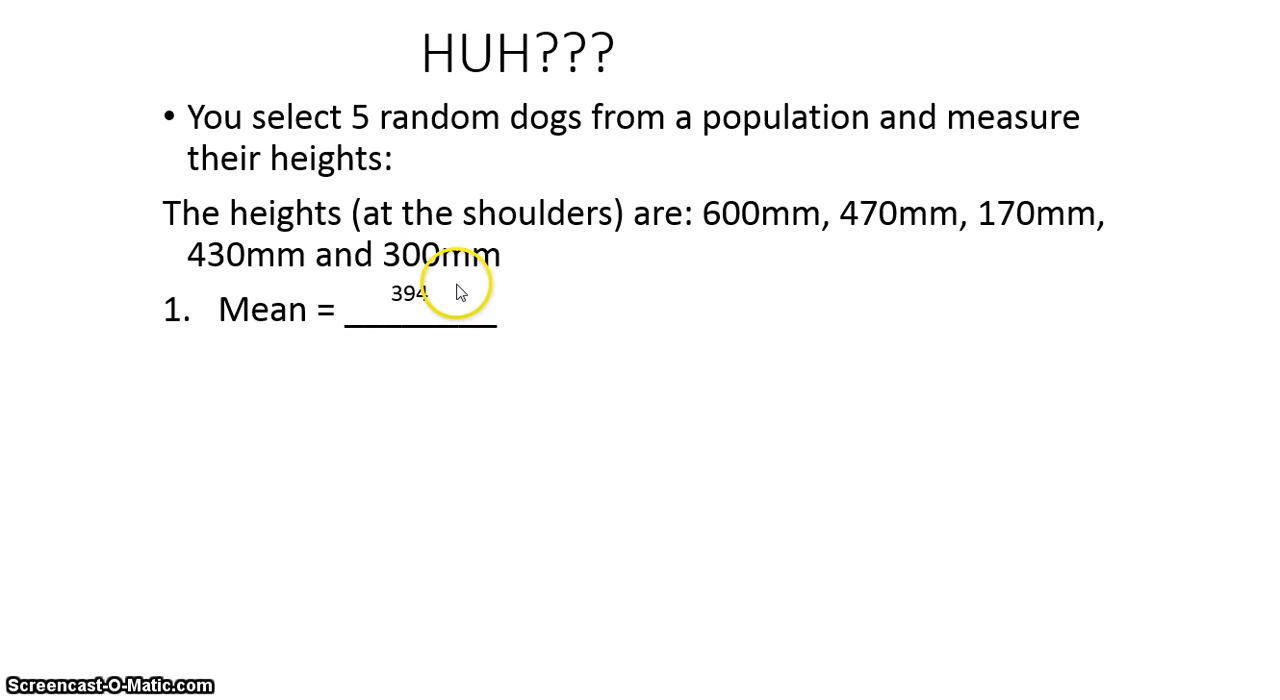 HUH???
• You select 5 random dogs from a population and measure
their heights:
The heights (at the shoulders) are: 600mm, 470mm, 170mm,
430mm and 300mm
394
1. Mean = ________
Screencast-O-Matic.com